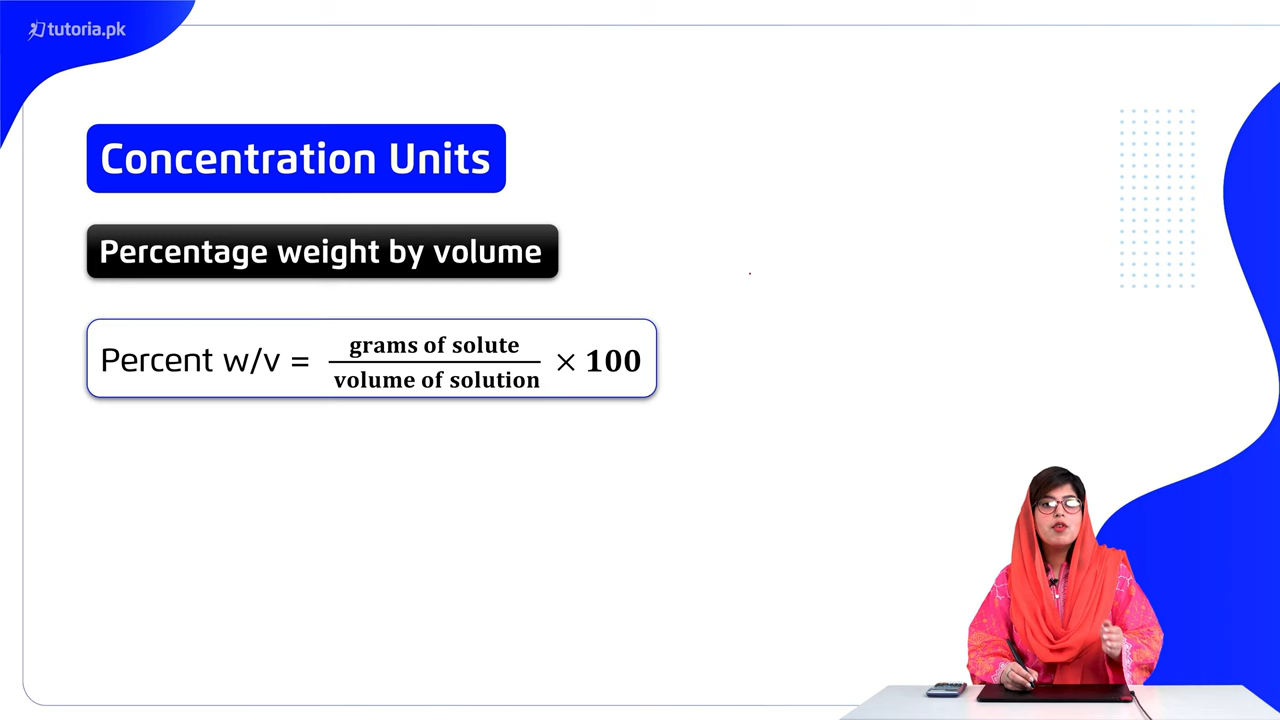 tutoria.pk
Concentration Units
Percentage weight by volume
Percent w/v = grams of solute / volume of solution × 100